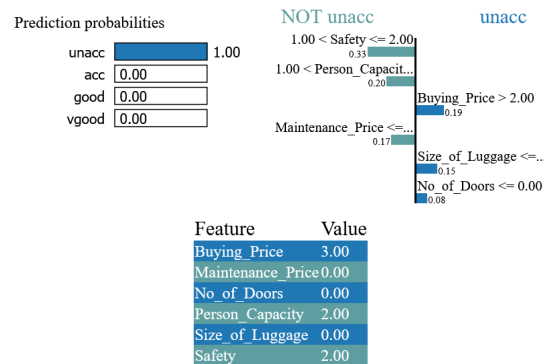 Prediction probabilities
unacc 1.00
acc 0.00
good 0.00
vgood 0.00
NOT unacc unacc
1.00 < Safety <= 2.00
0.33
1.00 < Person_Capacit...
0.20
Buying_Price > 2.00
0.19
Maintenance_Price <=...
0.17
Size_of_Luggage <=...
0.15
No_of_Doors <= 0.00
0.08
Feature Value
Buying_Price 3.00
Maintenance_Price 0.00
No_of_Doors 0.00
Person_Capacity 2.00
Size_of_Luggage 0.00
Safety 2.00